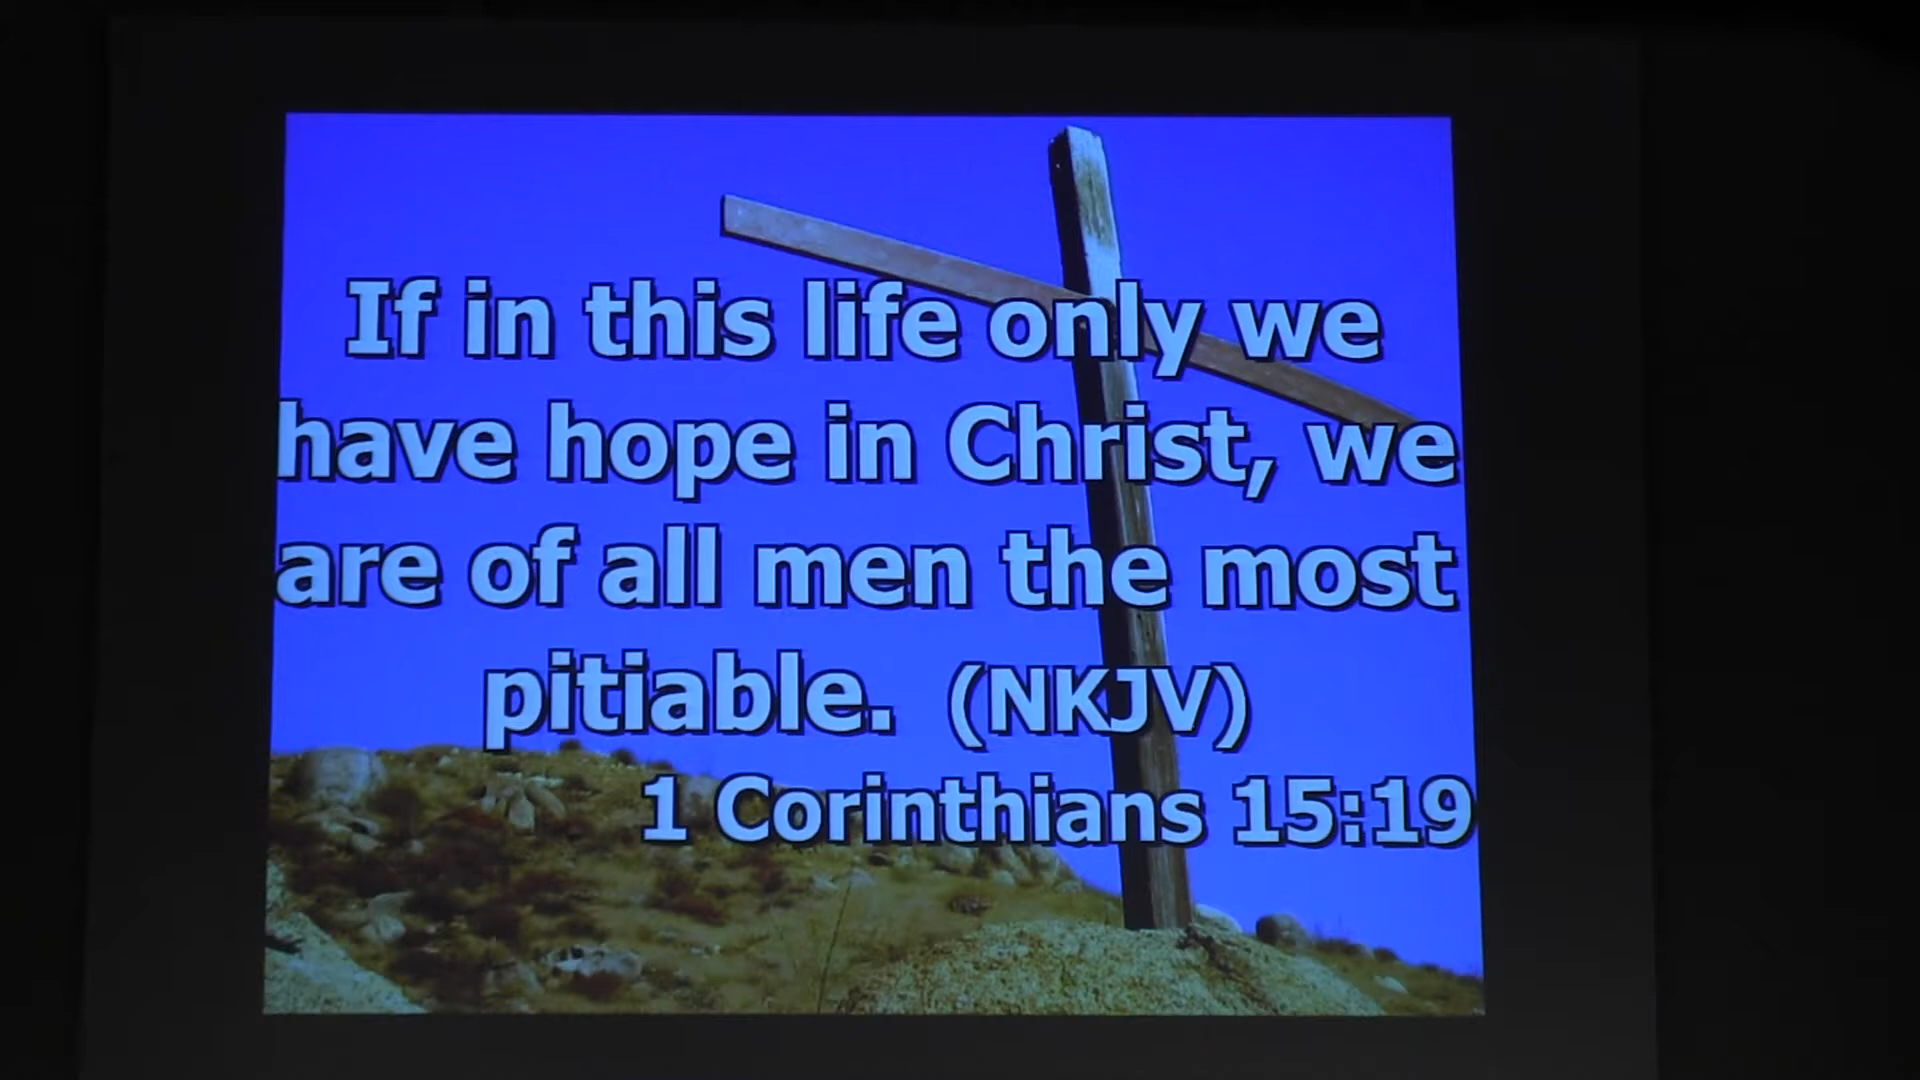 If in this life only we
have hope in Christ, we
are of all men the most
pitiable. (NKJV)
1 Corinthians 15:19